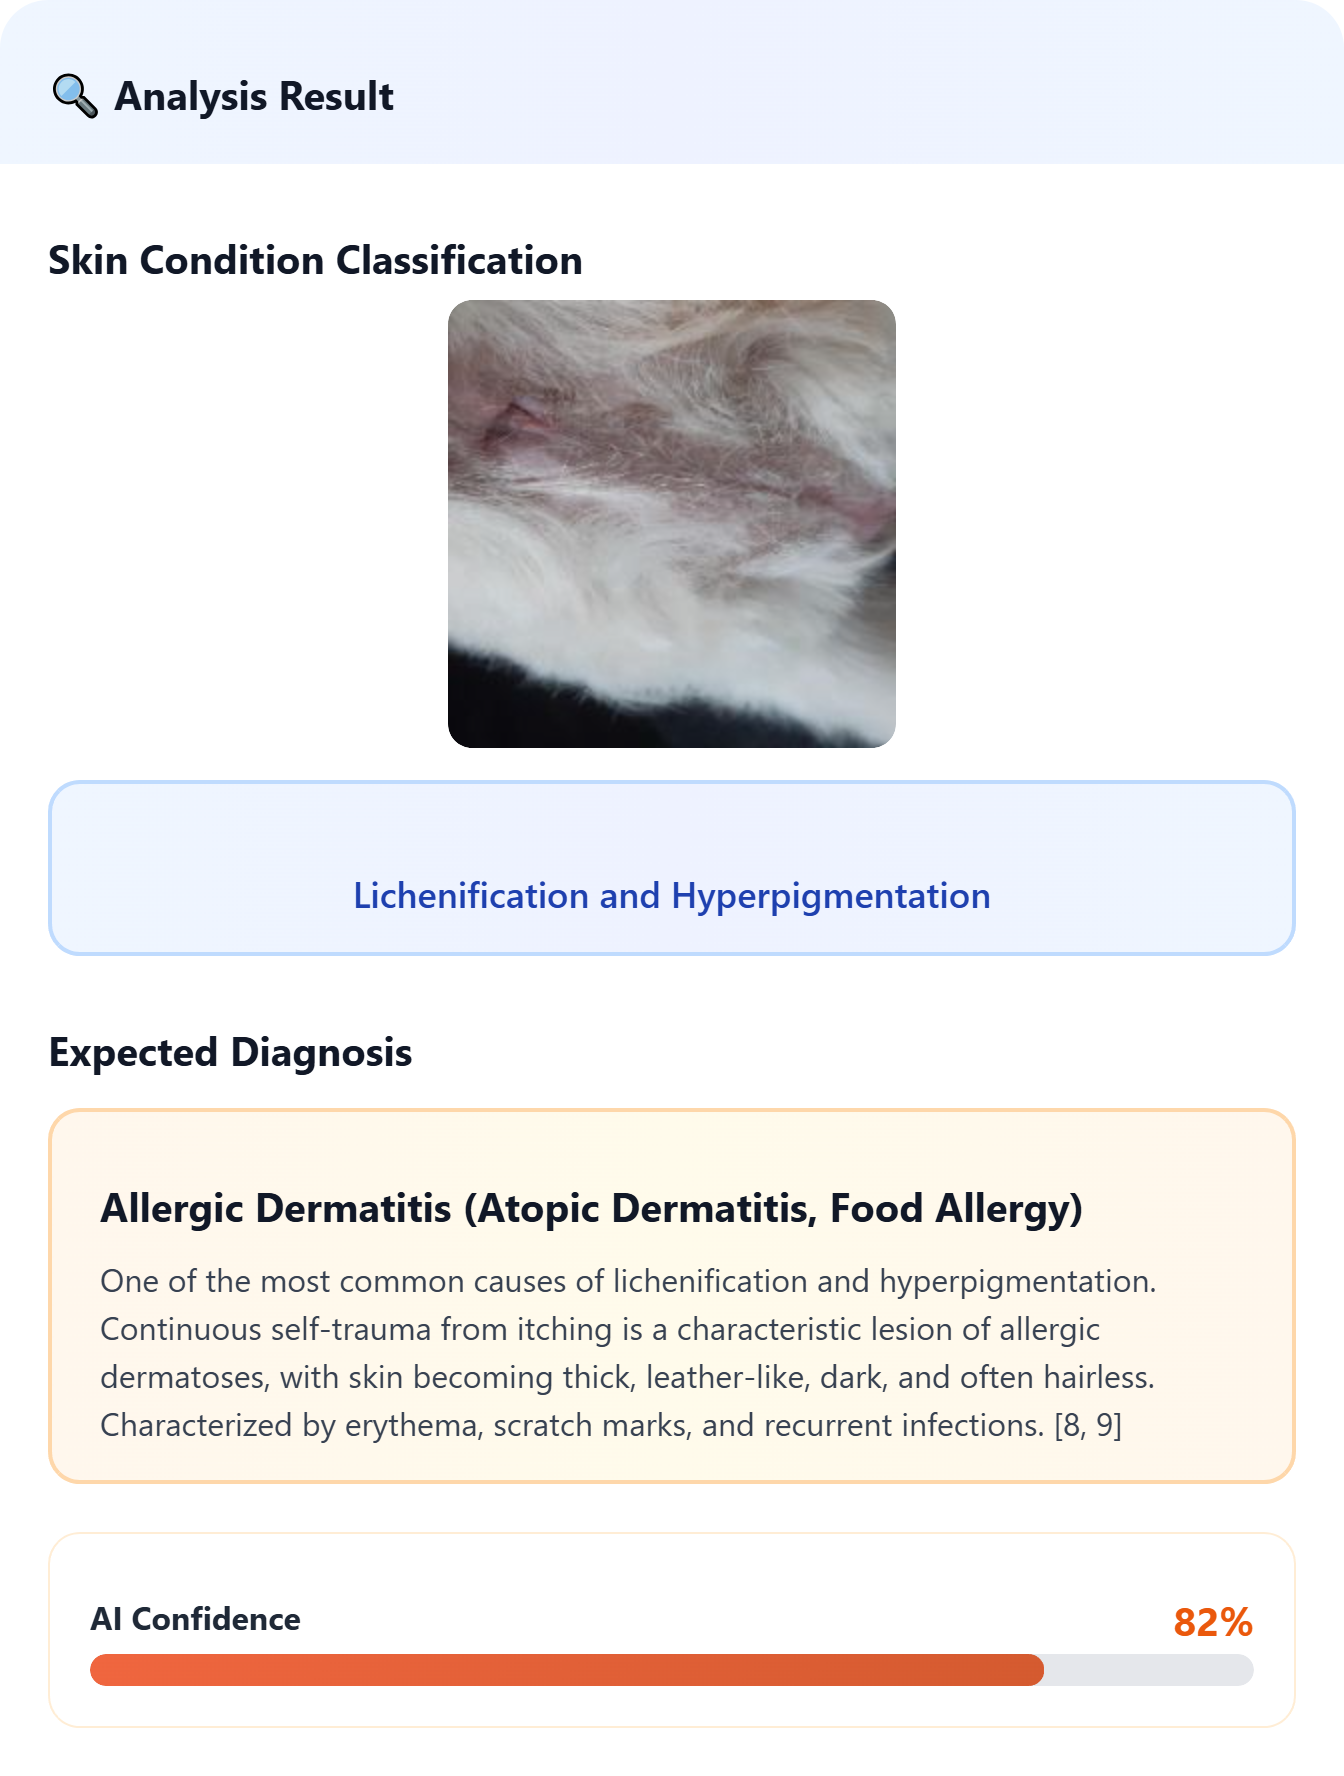 Analysis Result
Skin Condition Classification
Lichenification and Hyperpigmentation
Expected Diagnosis
Allergic Dermatitis (Atopic Dermatitis, Food Allergy)
One of the most common causes of lichenification and hyperpigmentation.
Continuous self-trauma from itching is a characteristic lesion of allergic
dermatoses, with skin becoming thick, leather-like, dark, and often hairless.
Characterized by erythema, scratch marks, and recurrent infections. [8, 9]
AI Confidence
82%